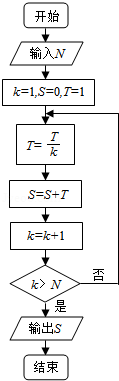 开始
输入N
k=1,S=0,T=1
T= T/k
S=S+T
k=k+1
k> N
否
是
输出S
结束